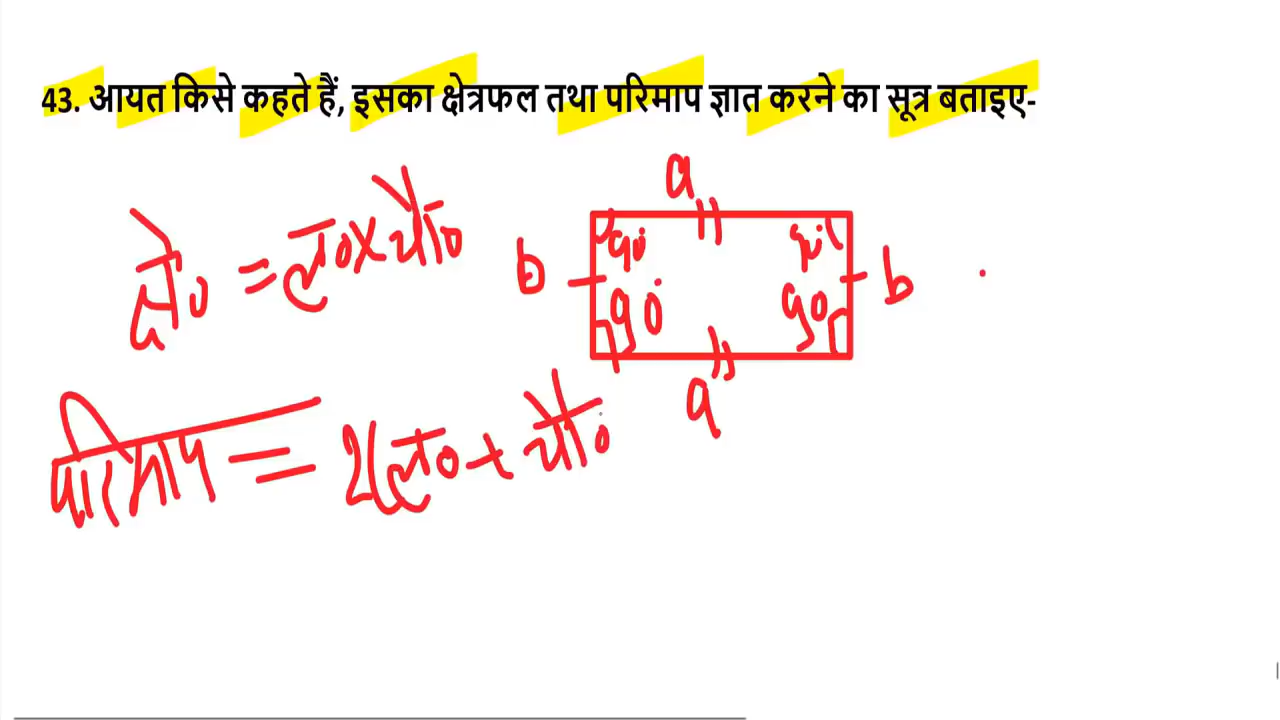 43. आयत किसे कहते हैं, इसका क्षेत्रफल तथा परिमाप ज्ञात करने का सूत्र बताइए-
a
क्षे० = ल० × चौ०
b 90° 90° b
90° 90
a
परिमाप = 2(ल० + चौ०